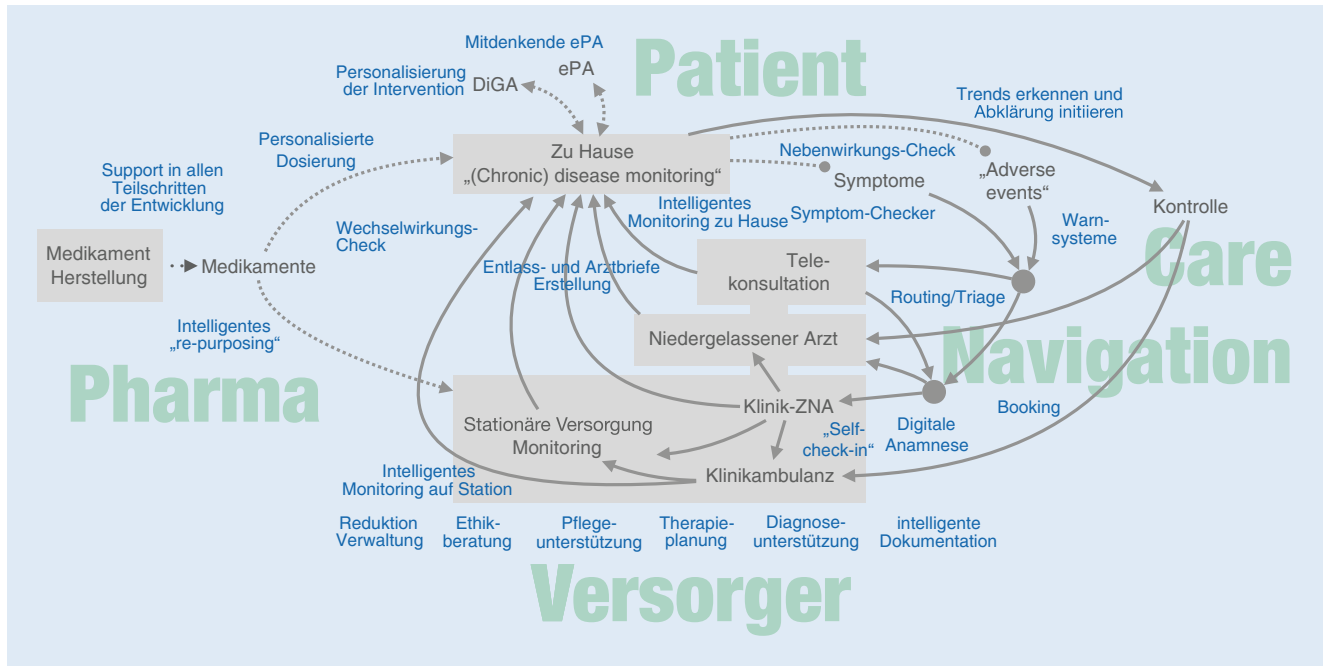 Mitdenkende ePA
ePA
Personalisierung
der Intervention
DiGA
Patient
Trends erkennen und
Abklärung initiieren
Personalisierte
Dosierung
Zu Hause
„(Chronic) disease monitoring“
Nebenwirkungs-Check
Symptome
„Adverse
events“
Support in allen
Teilschritten
der Entwicklung
Wechselwirkungs-
Check
Intelligentes
Monitoring zu Hause
Symptom-Checker
Warn-
systeme
Kontrolle
Care
Medikament
Herstellung
Medikamente
Entlass- und Arztbriefe
Erstellung
Tele-
konsultation
Routing/Triage
Intelligentes
„re-purposing“
Niedergelassener Arzt
Navigation
Pharma
Klinik-ZNA
Stationäre Versorgung
Monitoring
„Self-
check-in“
Digitale
Anamnese
Booking
Intelligentes
Monitoring auf Station
Klinikambulanz
Reduktion
Verwaltung
Ethik-
beratung
Pflege-
unterstützung
Therapie-
planung
Diagnose-
unterstützung
intelligente
Dokumentation
Versorger